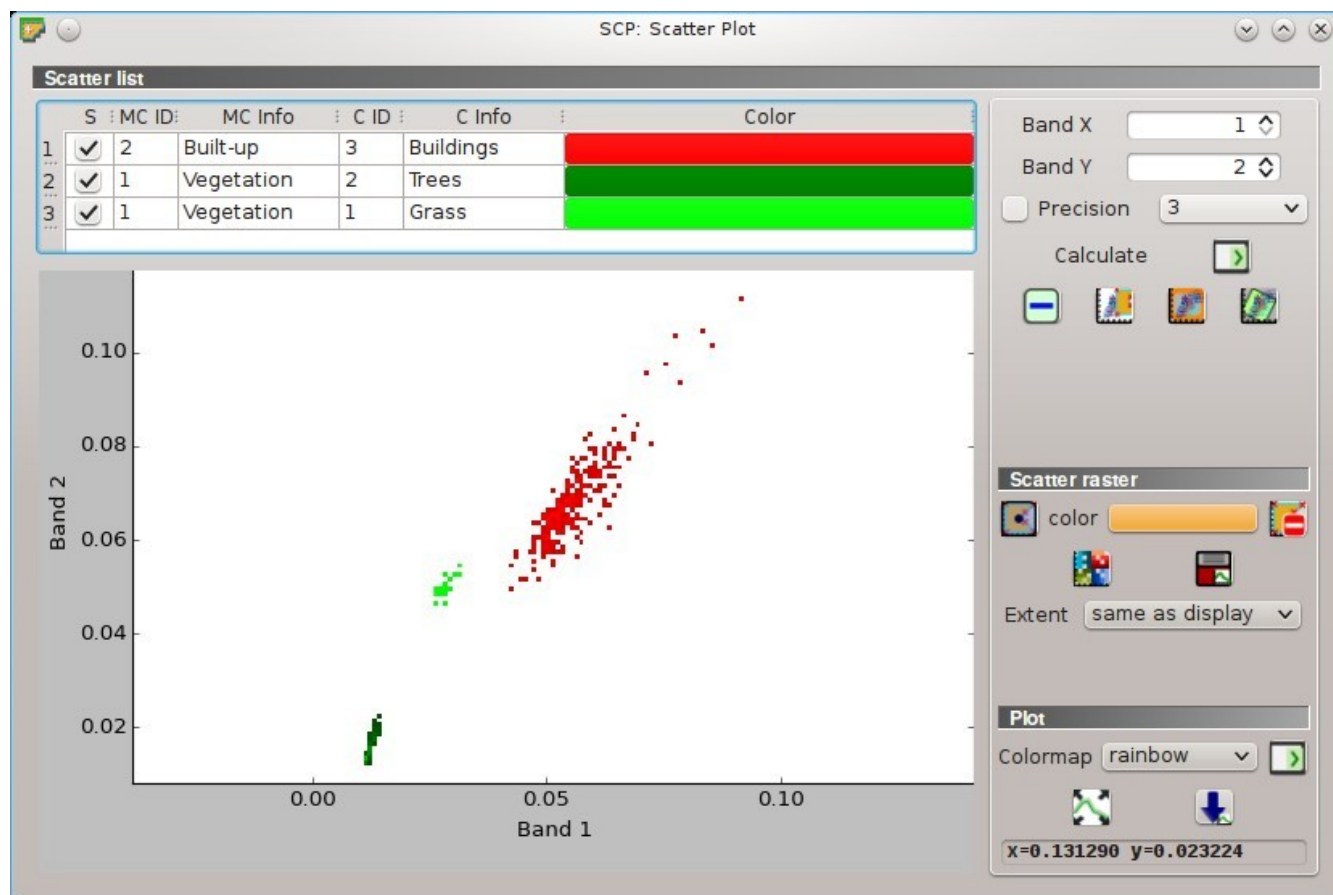 SCP: Scatter Plot
Scatter list
S MC ID MC Info C ID C Info Color
1 2 Built-up 3 Buildings
2 1 Vegetation 2 Trees
3 1 Vegetation 1 Grass
Band X 1
Band Y 2
Precision 3
Calculate
0.10
0.08
0.06
0.04
0.02
Band 2
0.00 0.05 0.10
Band 1
Scatter raster
color
Extent same as display
Plot
Colormap rainbow
x=0.131290 y=0.023224